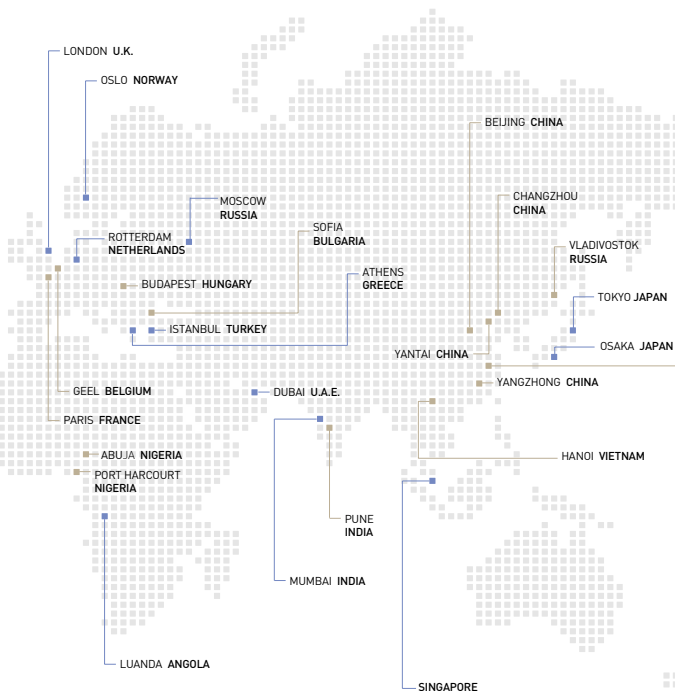 LONDON U.K.
OSLO NORWAY
BEIJING CHINA
MOSCOW
RUSSIA
CHANGZHOU
CHINA
SOFIA
BULGARIA
ROTTERDAM
NETHERLANDS
VLADIVOSTOK
RUSSIA
ATHENS
GREECE
BUDAPEST HUNGARY
TOKYO JAPAN
ISTANBUL TURKEY
OSAKA JAPAN
YANTAI CHINA
YANGZHONG CHINA
GEEL BELGIUM
DUBAI U.A.E.
PARIS FRANCE
ABUJA NIGERIA
HANOI VIETNAM
PORT HARCOURT
NIGERIA
PUNE
INDIA
MUMBAI INDIA
LUANDA ANGOLA
SINGAPORE